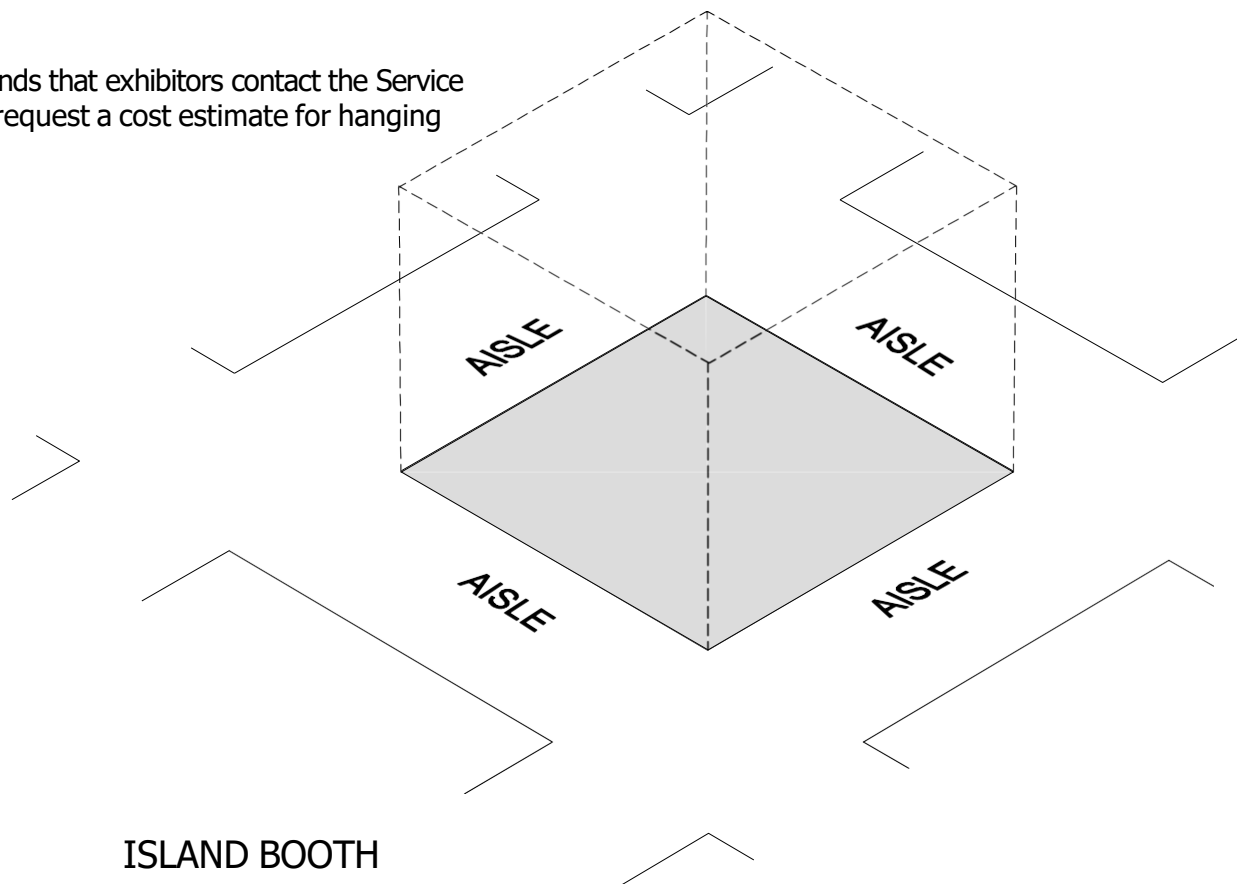 nds that exhibitors contact the Service
request a cost estimate for hanging
AISLE
AISLE
AISLE
AISLE
ISLAND BOOTH